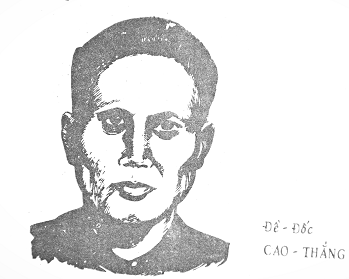 Đề - Đốc
CAO - THẮNG